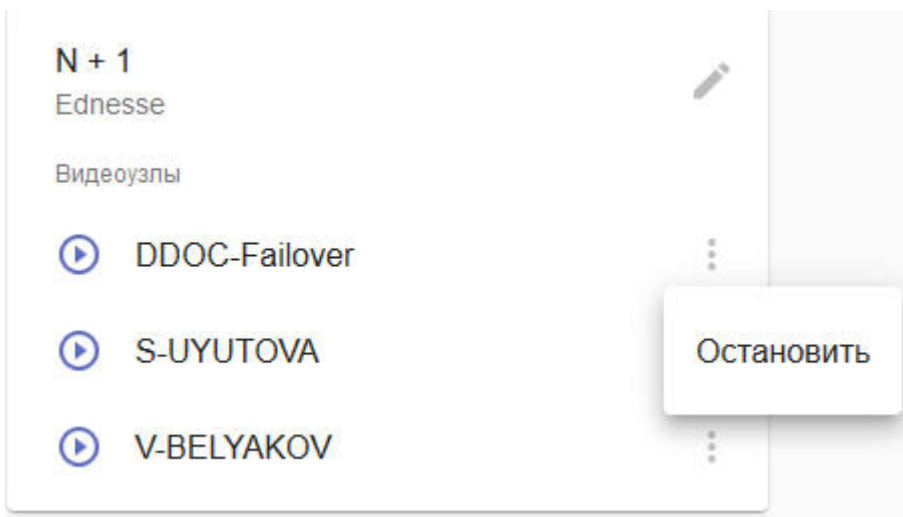 N + 1
Ednesse
Видеоузлы
DDOC-Failover
S-UYUTOVA
Остановить
V-BELYAKOV